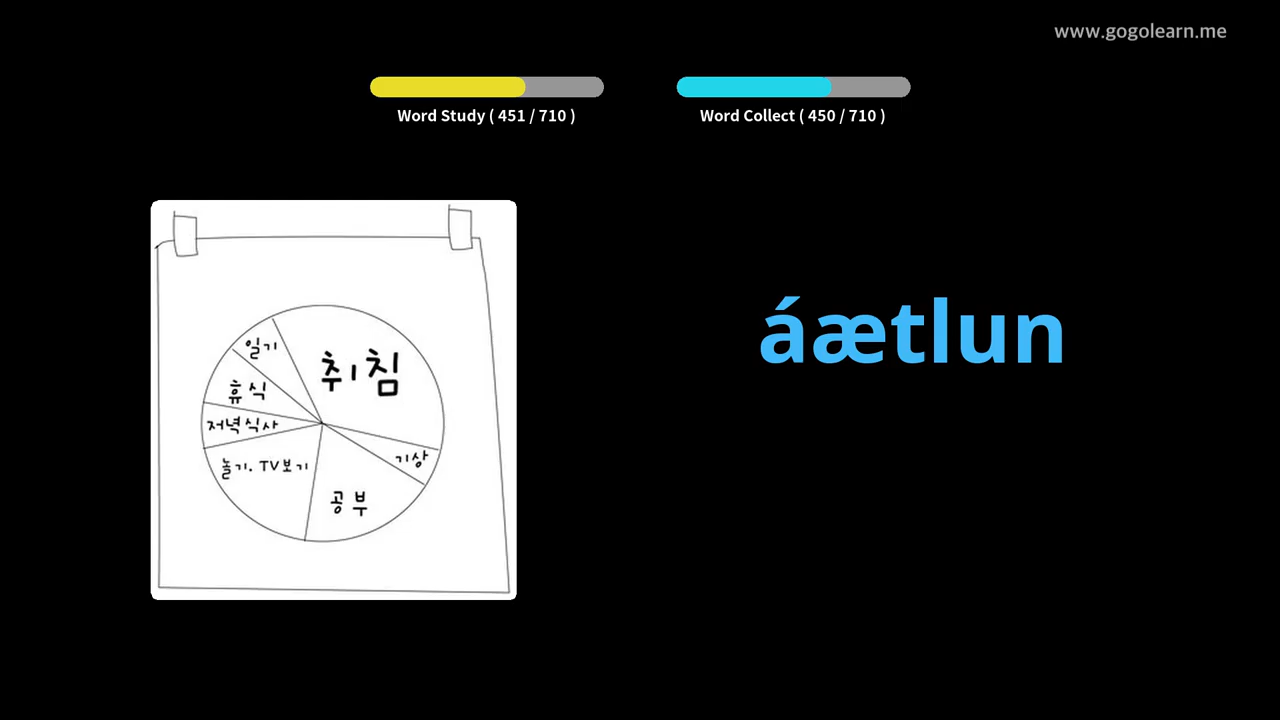 www.gogolearn.me
Word Study ( 451 / 710 )
Word Collect ( 450 / 710 )
áætlun
일기
취침
휴식
저녁식사
놀기. TV보기
기상
공부